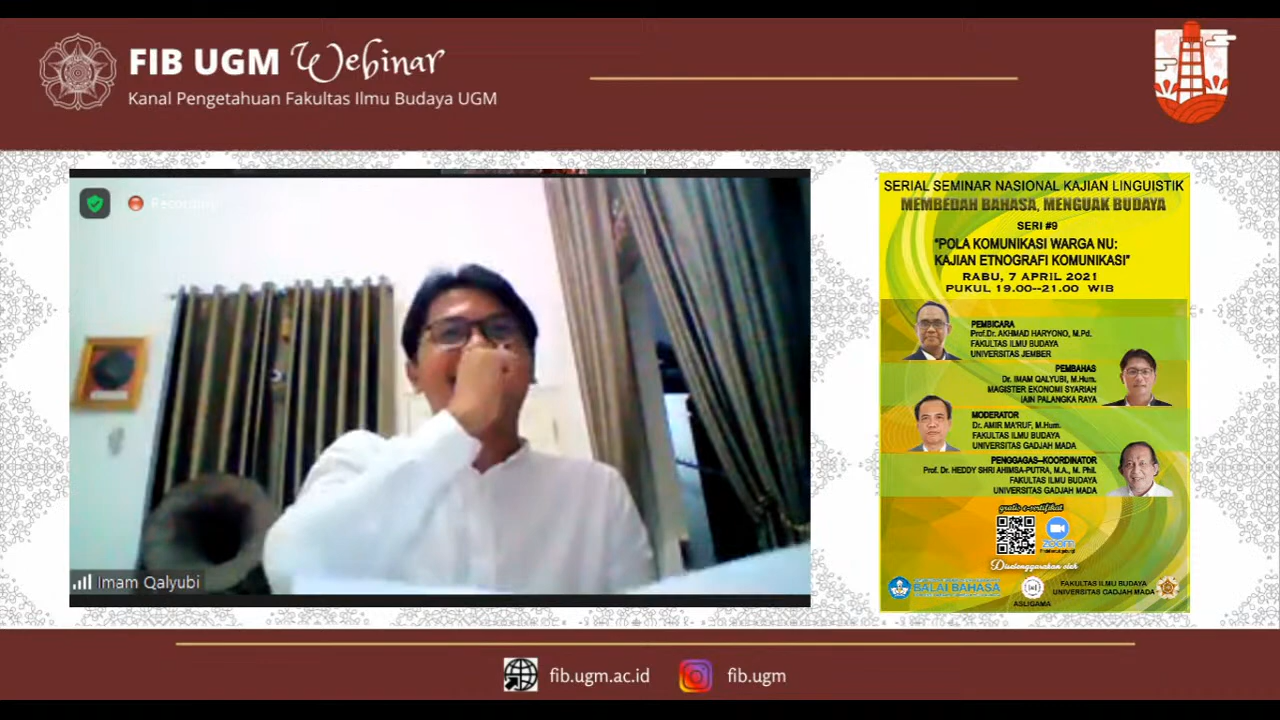 FIB UGM Webinar
Kanal Pengetahuan Fakultas Ilmu Budaya UGM
Recording
Imam Qalyubi
SERIAL SEMINAR NASIONAL KAJIAN LINGUISTIK
MEMBEDAH BAHASA, MENGUAK BUDAYA
SERI #9
"POLA KOMUNIKASI WARGA NU:
KAJIAN ETNOGRAFI KOMUNIKASI"
RABU, 7 APRIL 2021
PUKUL 19.00--21.00 WIB
PEMBICARA
Prof.Dr. AKHMAD HARYONO, M.Pd.
FAKULTAS ILMU BUDAYA
UNIVERSITAS JEMBER
PEMBAHAS
Dr. IMAM QALYUBI, M.Hum.
MAGISTER EKONOMI SYARIAH
IAIN PALANGKA RAYA
MODERATOR
Dr. AMIR MA'RUF, M.Hum.
FAKULTAS ILMU BUDAYA
UNIVERSITAS GADJAH MADA
PENGGAGAS--KOORDINATOR
Prof. Dr. HEDDY SHRI AHIMSA-PUTRA, M.A., M. Phil.
FAKULTAS ILMU BUDAYA
UNIVERSITAS GADJAH MADA
gratis e-sertifikat
zoom
Diselenggarakan oleh
BALAI BAHASA
ASLIGAMA
FAKULTAS ILMU BUDAYA
UNIVERSITAS GADJAH MADA
fib.ugm.ac.id
fib.ugm